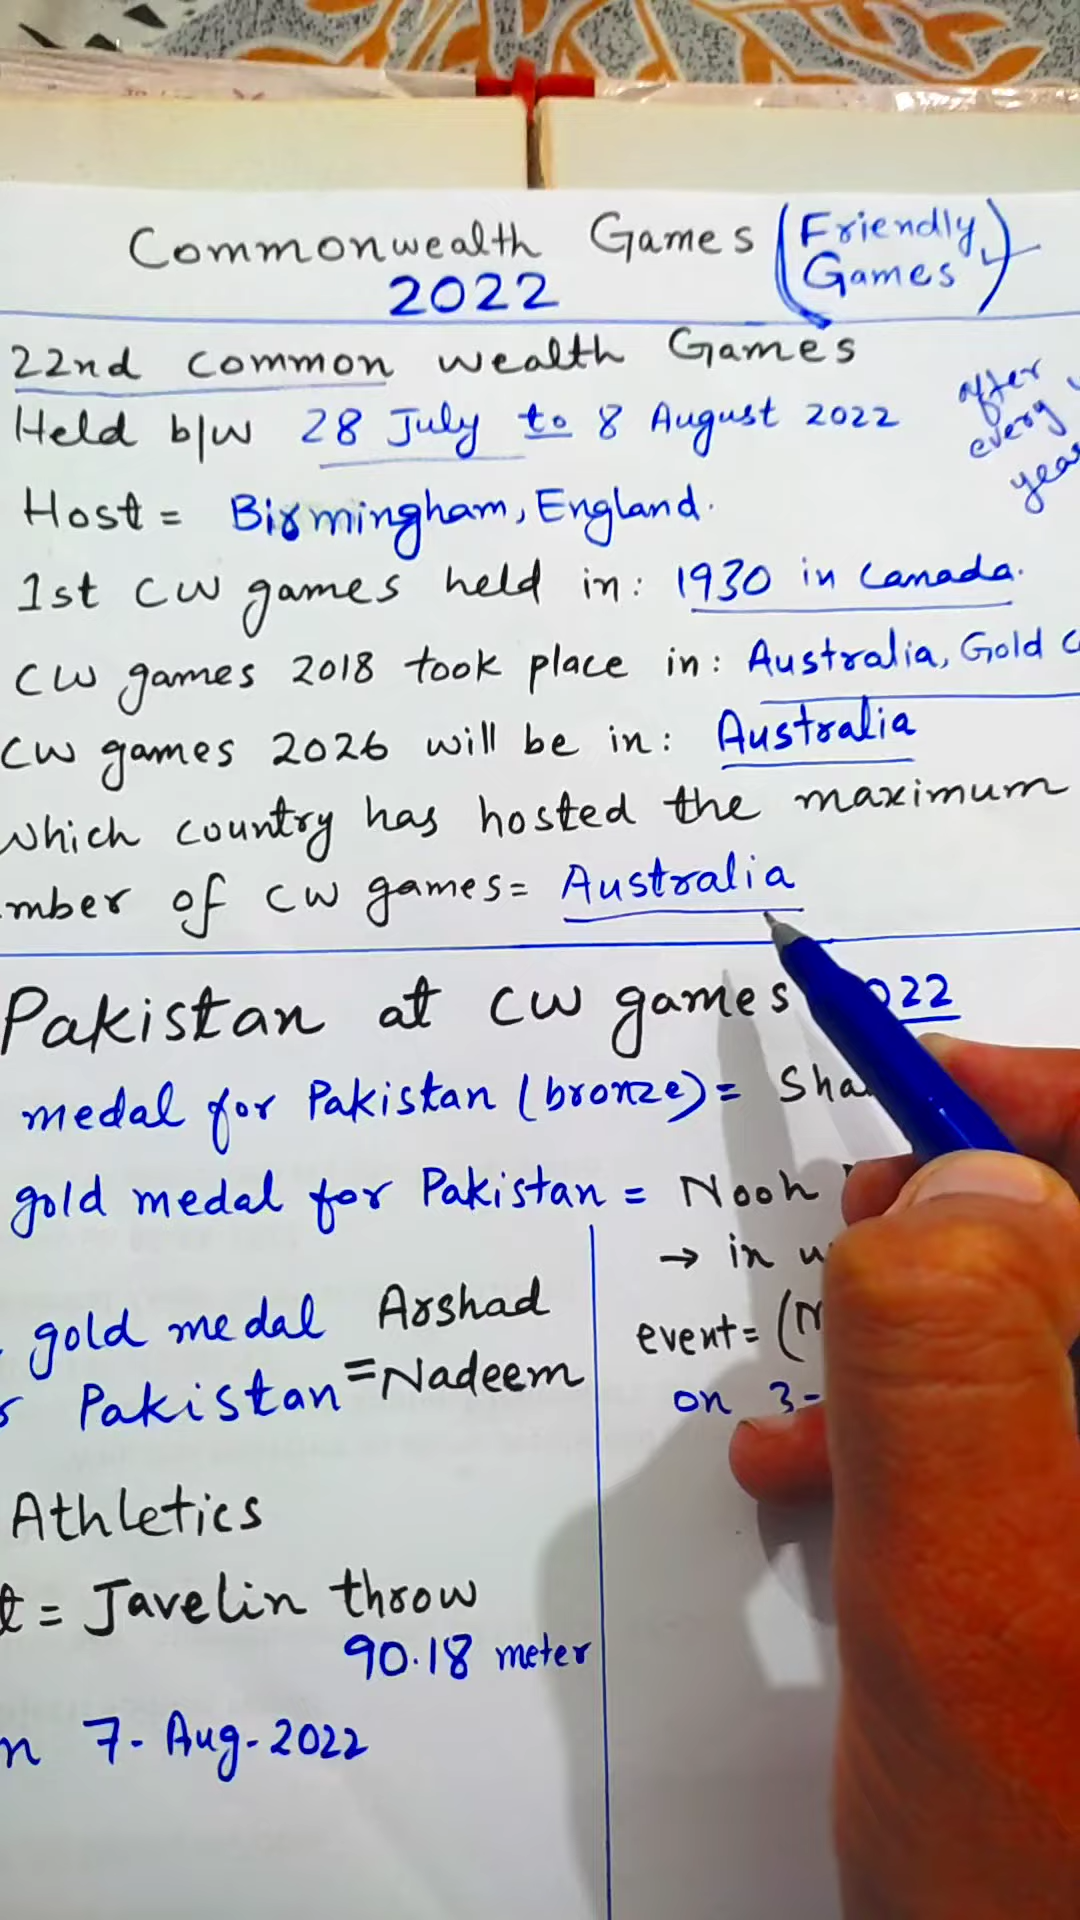 Commonwealth Games (Friendly Games)
2022
22nd common wealth Games
Held b/w 28 July to 8 August 2022
after every year
Host = Birmingham, England.
1st CW games held in: 1930 in Canada.
CW games 2018 took place in: Australia, Gold C
CW games 2026 will be in: Australia
Which country has hosted the maximum
mber of CW games = Australia
Pakistan at CW games 2022
medal for Pakistan (bronze) = Sha
gold medal for Pakistan = Nooh
→ in
event = (
on 3-
gold medal Arshad
Pakistan = Nadeem
Athletics
t = Javelin throw
90.18 meter
n 7-Aug-2022